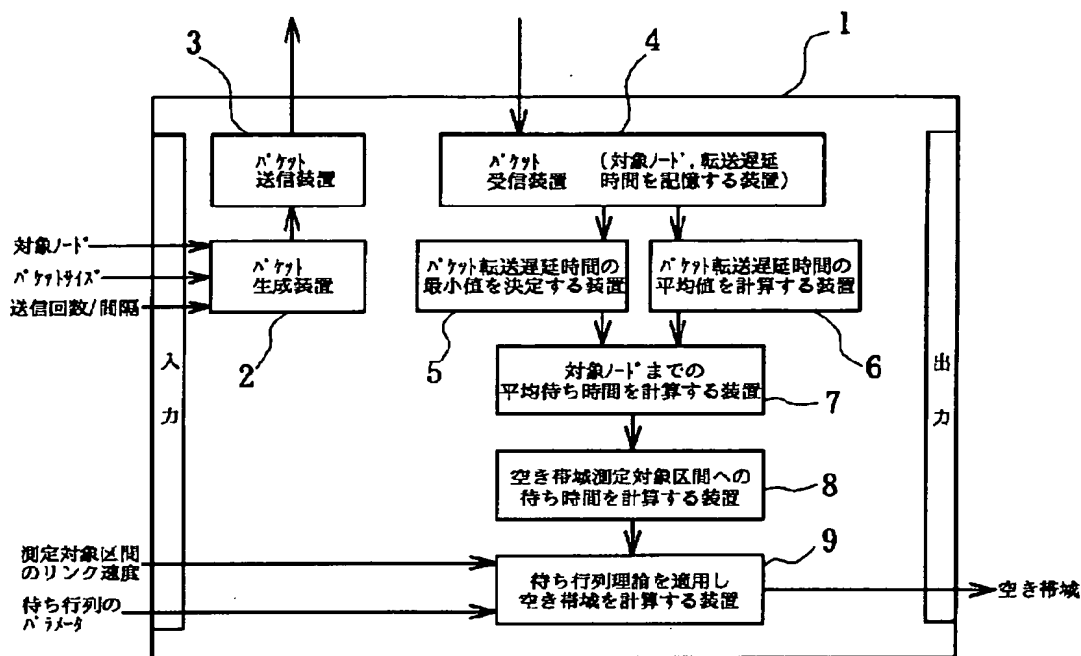 3
4
1
パケット
送信装置
パケット (対象ノード,転送遅延
受信装置 時間を記憶する装置)
対象ノード
パケットサイズ
送信回数/間隔
パケット
生成装置
パケット転送遅延時間の
最小値を決定する装置
パケット転送遅延時間の
平均値を計算する装置
2
5
6
入力
出力
対象ノードまでの
平均待ち時間を計算する装置
7
空き帯域測定対象区間への
待ち時間を計算する装置
8
測定対象区間
のリンク速度
待ち行列の
パラメータ
待ち行列理論を適用し
空き帯域を計算する装置
9
空き帯域